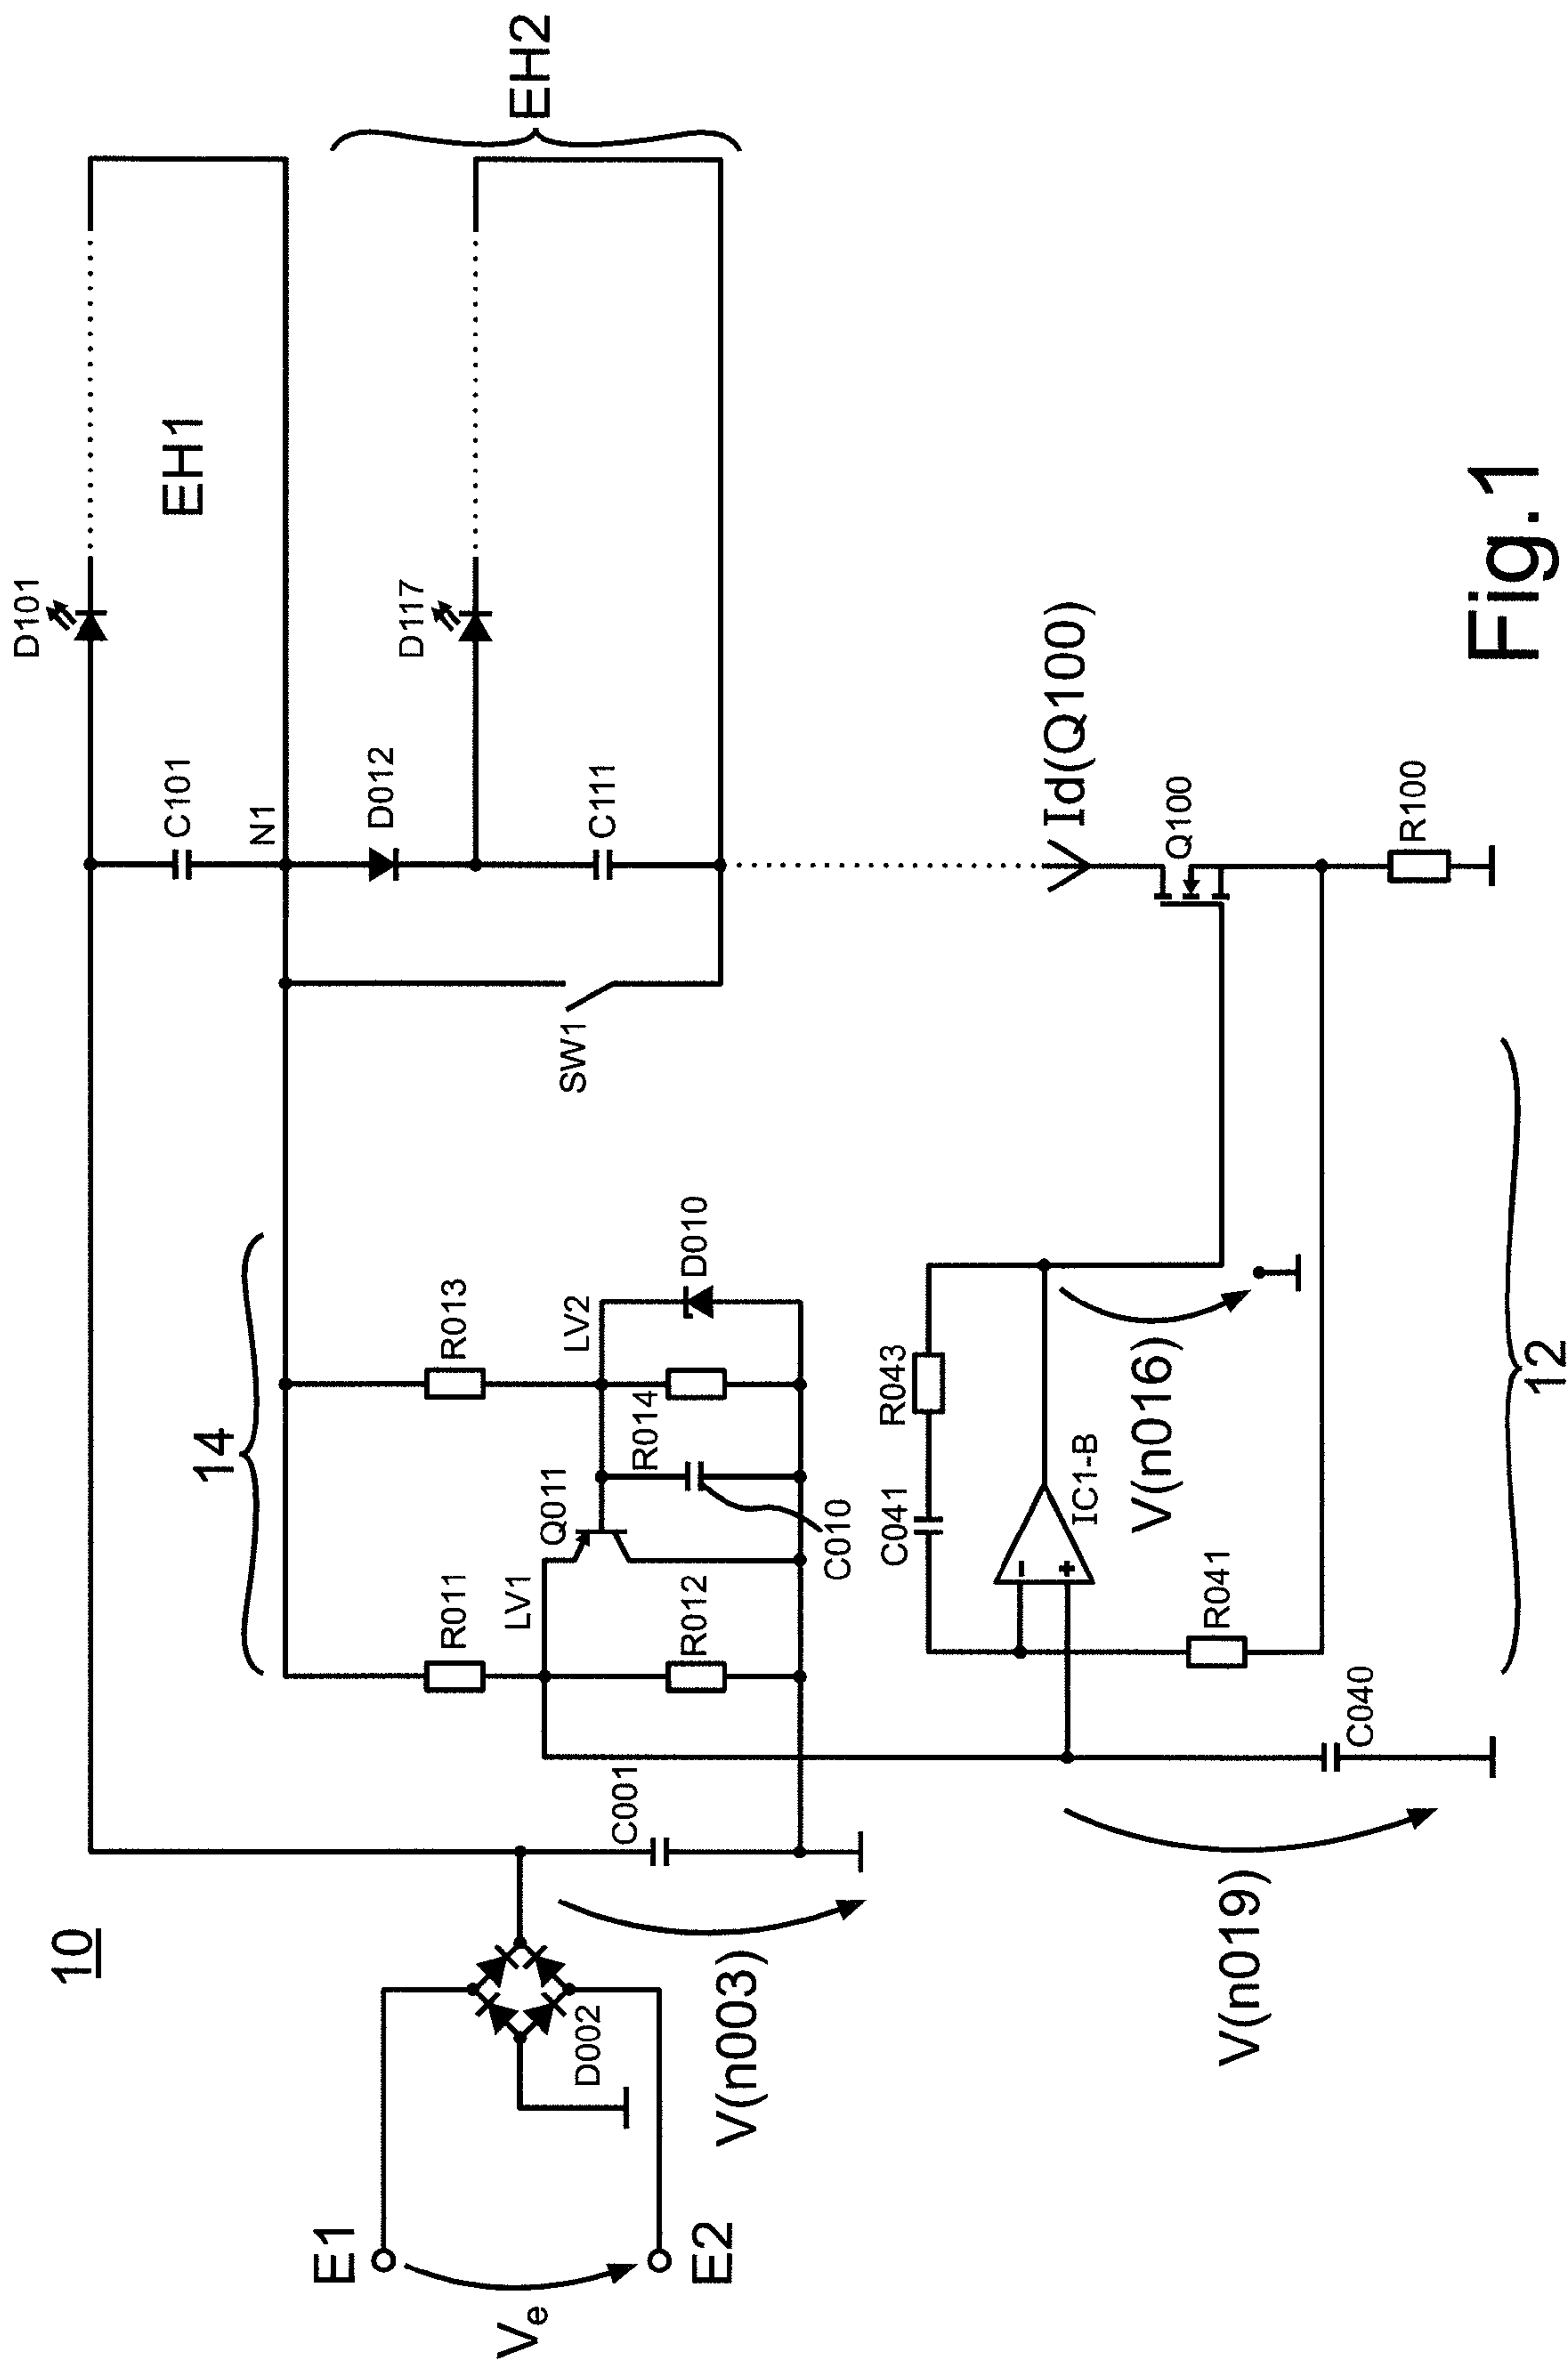 10
E1
E2
Ve
D002
V(n003)
C001
14
R011
LV1
R012
Q011
C010
R014
R013
LV2
D010
D101
EH1
C101
N1
D012
D117
C111
EH2
SW1
Id(Q100)
Q100
R100
R043
C041
IC1-B
-
+
V(n016)
R041
C040
V(n019)
12
Fig.1